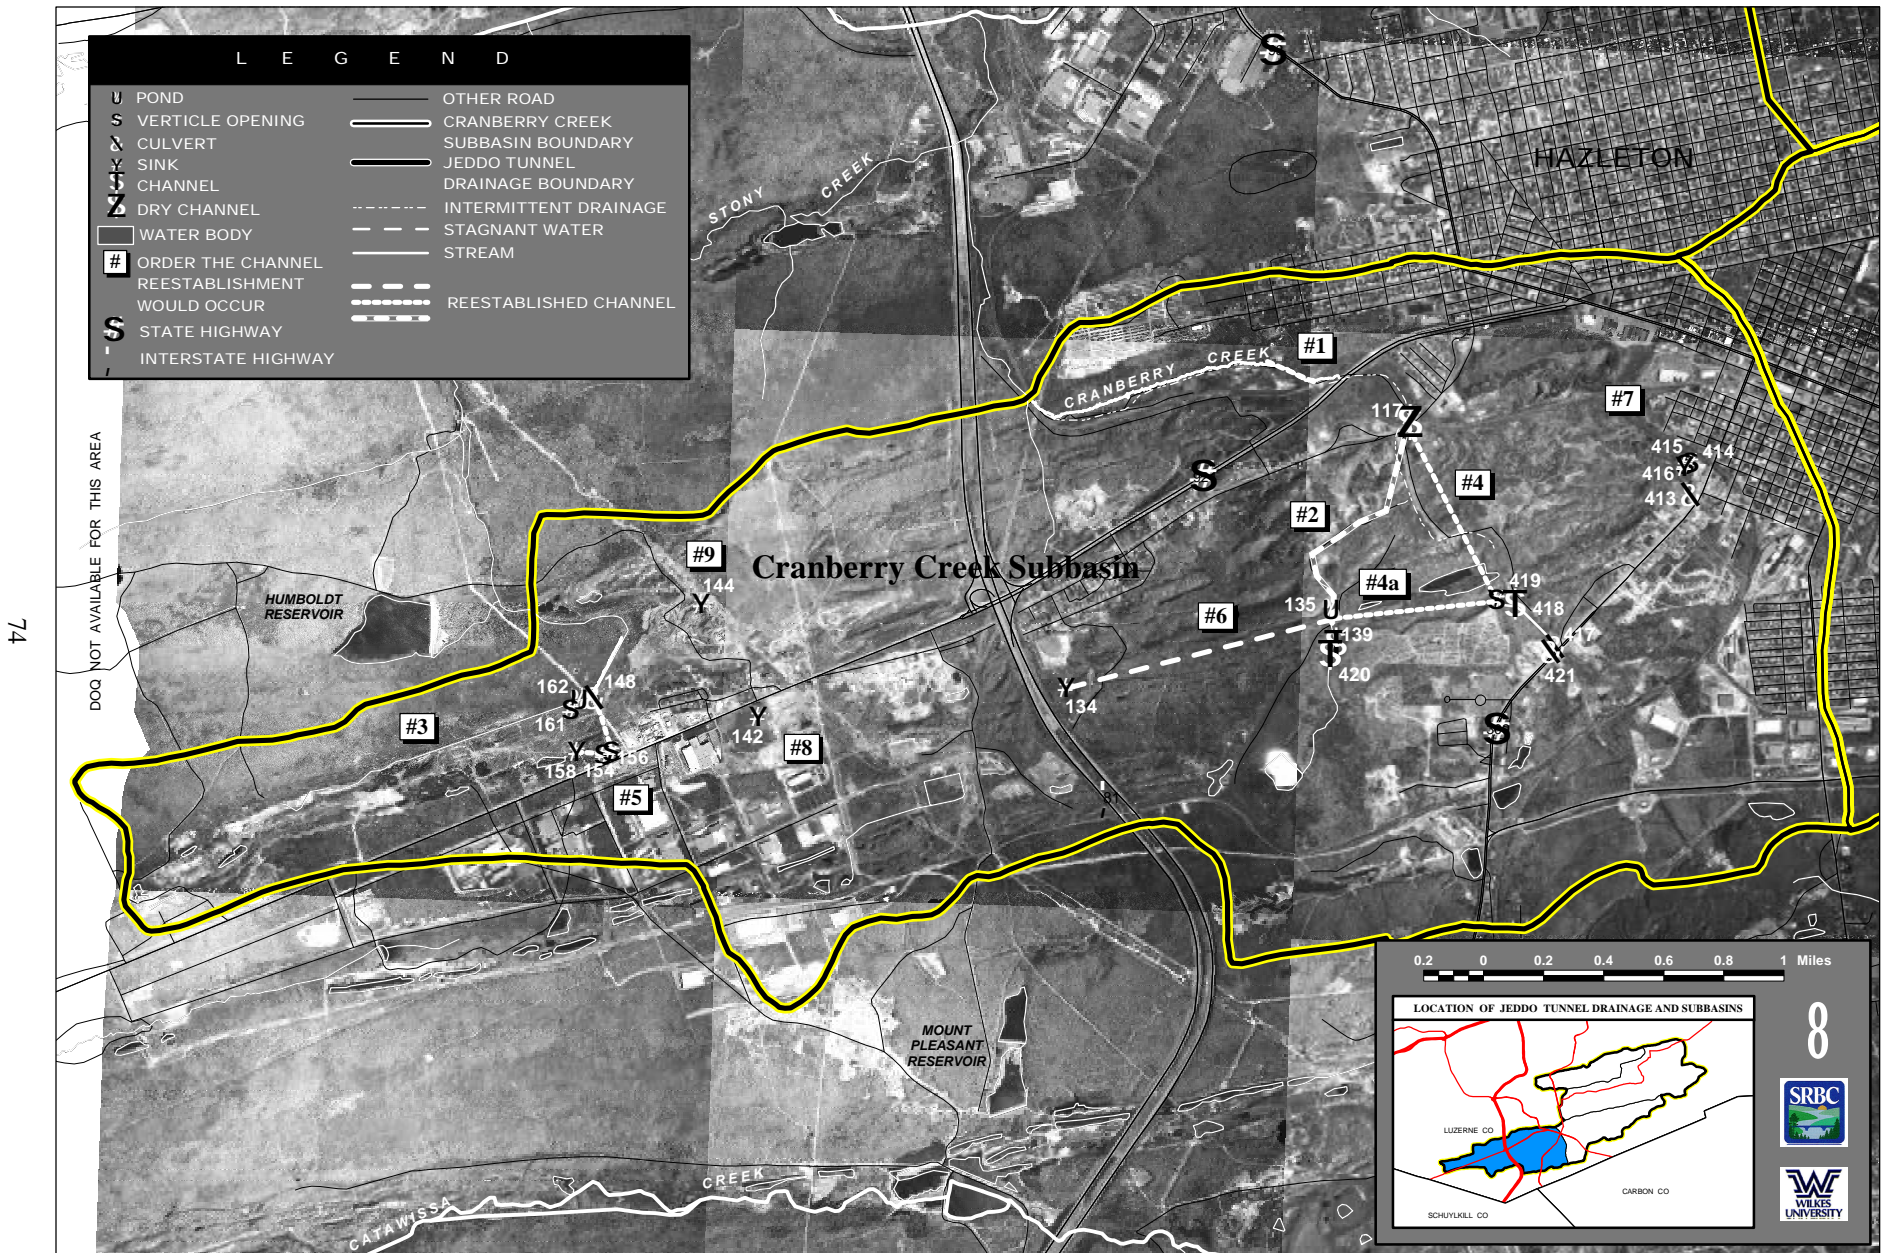 L E G E N D
U POND
S VERTICLE OPENING
CULVERT
Y SINK
CHANNEL
Z DRY CHANNEL
WATER BODY
# ORDER THE CHANNEL
REESTABLISHMENT
WOULD OCCUR
S STATE HIGHWAY
INTERSTATE HIGHWAY
OTHER ROAD
CRANBERRY CREEK
SUBBASIN BOUNDARY
JEDDO TUNNEL
DRAINAGE BOUNDARY
INTERMITTENT DRAINAGE
STAGNANT WATER
STREAM
REESTABLISHED CHANNEL
STONY CREEK
HAZLETON
CRANBERRY CREEK
#1
#7
117
Z
415
414
416
413
#4
#2
DOQ NOT AVAILABLE FOR THIS AREA
Cranberry Creek Subbasin
#9
144
Y
#4a
419
418
T
HUMBOLDT
RESERVOIR
135
U
#6
139
T
420
417
421
74
162
148
161
#3
134
Y
142
Y
#8
158
154
156
Y
#5
81
MOUNT
PLEASANT
RESERVOIR
CATAWISSA CREEK
0.2 0 0.2 0.4 0.6 0.8 1 Miles
LOCATION OF JEDDO TUNNEL DRAINAGE AND SUBBASINS
LUZERNE CO
CARBON CO
SCHUYLKILL CO
8
SRBC
WILKES
UNIVERSITY